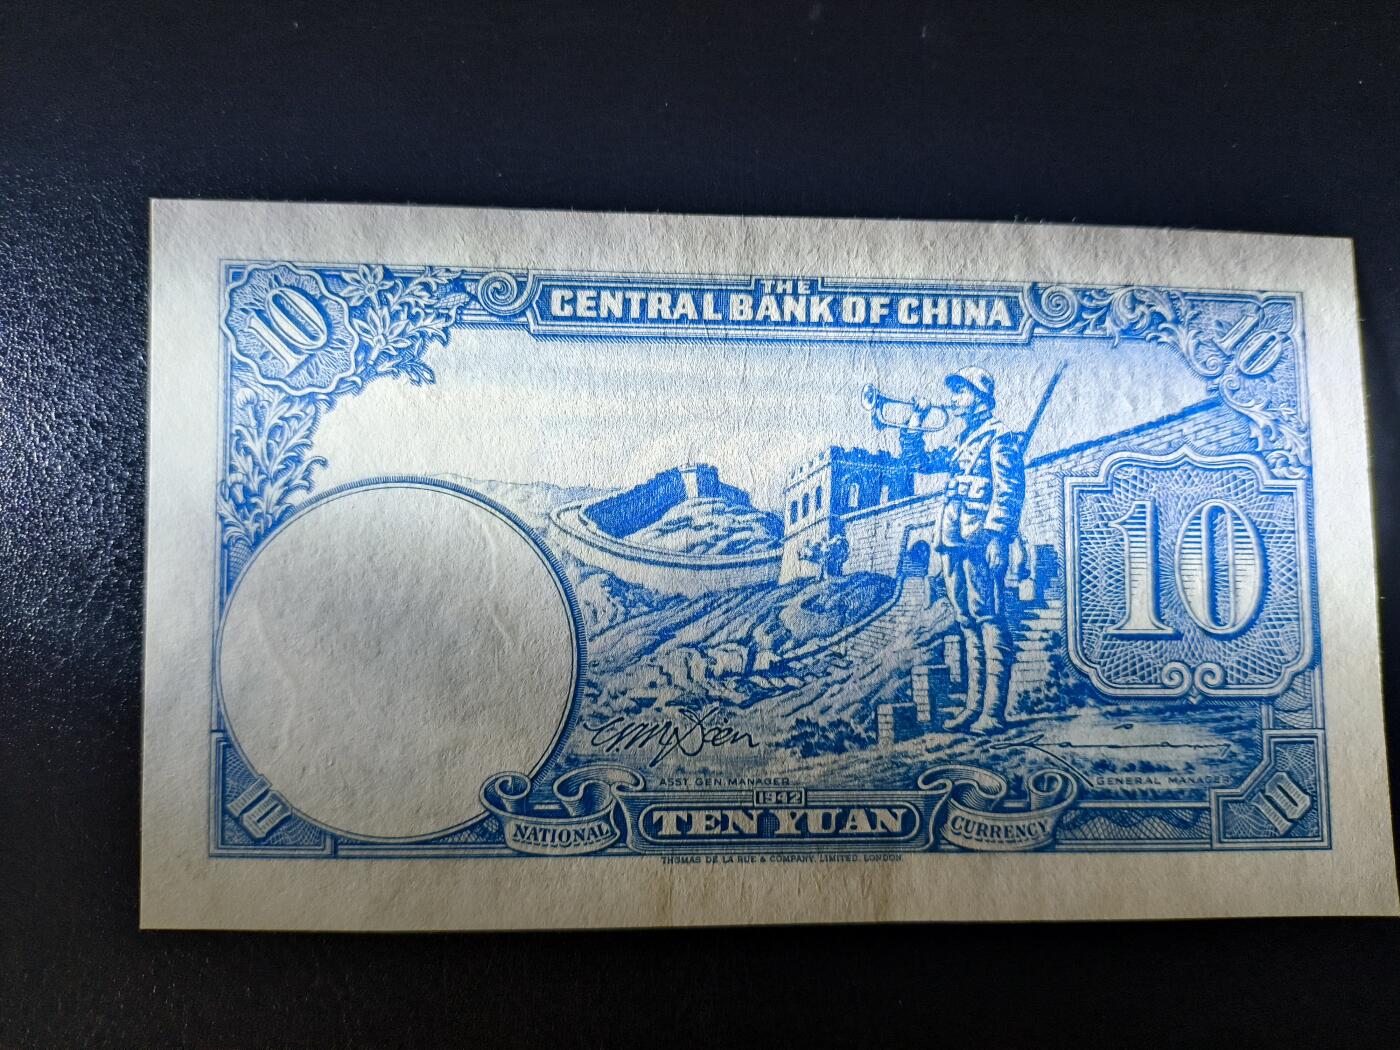 10
THE
CENTRAL BANK OF CHINA
10
10
ASST. GEN. MANAGER
GENERAL MANAGER
10
1942
10
NATIONAL
TEN YUAN
CURRENCY
THOMAS DE LA RUE & COMPANY, LIMITED, LONDON.